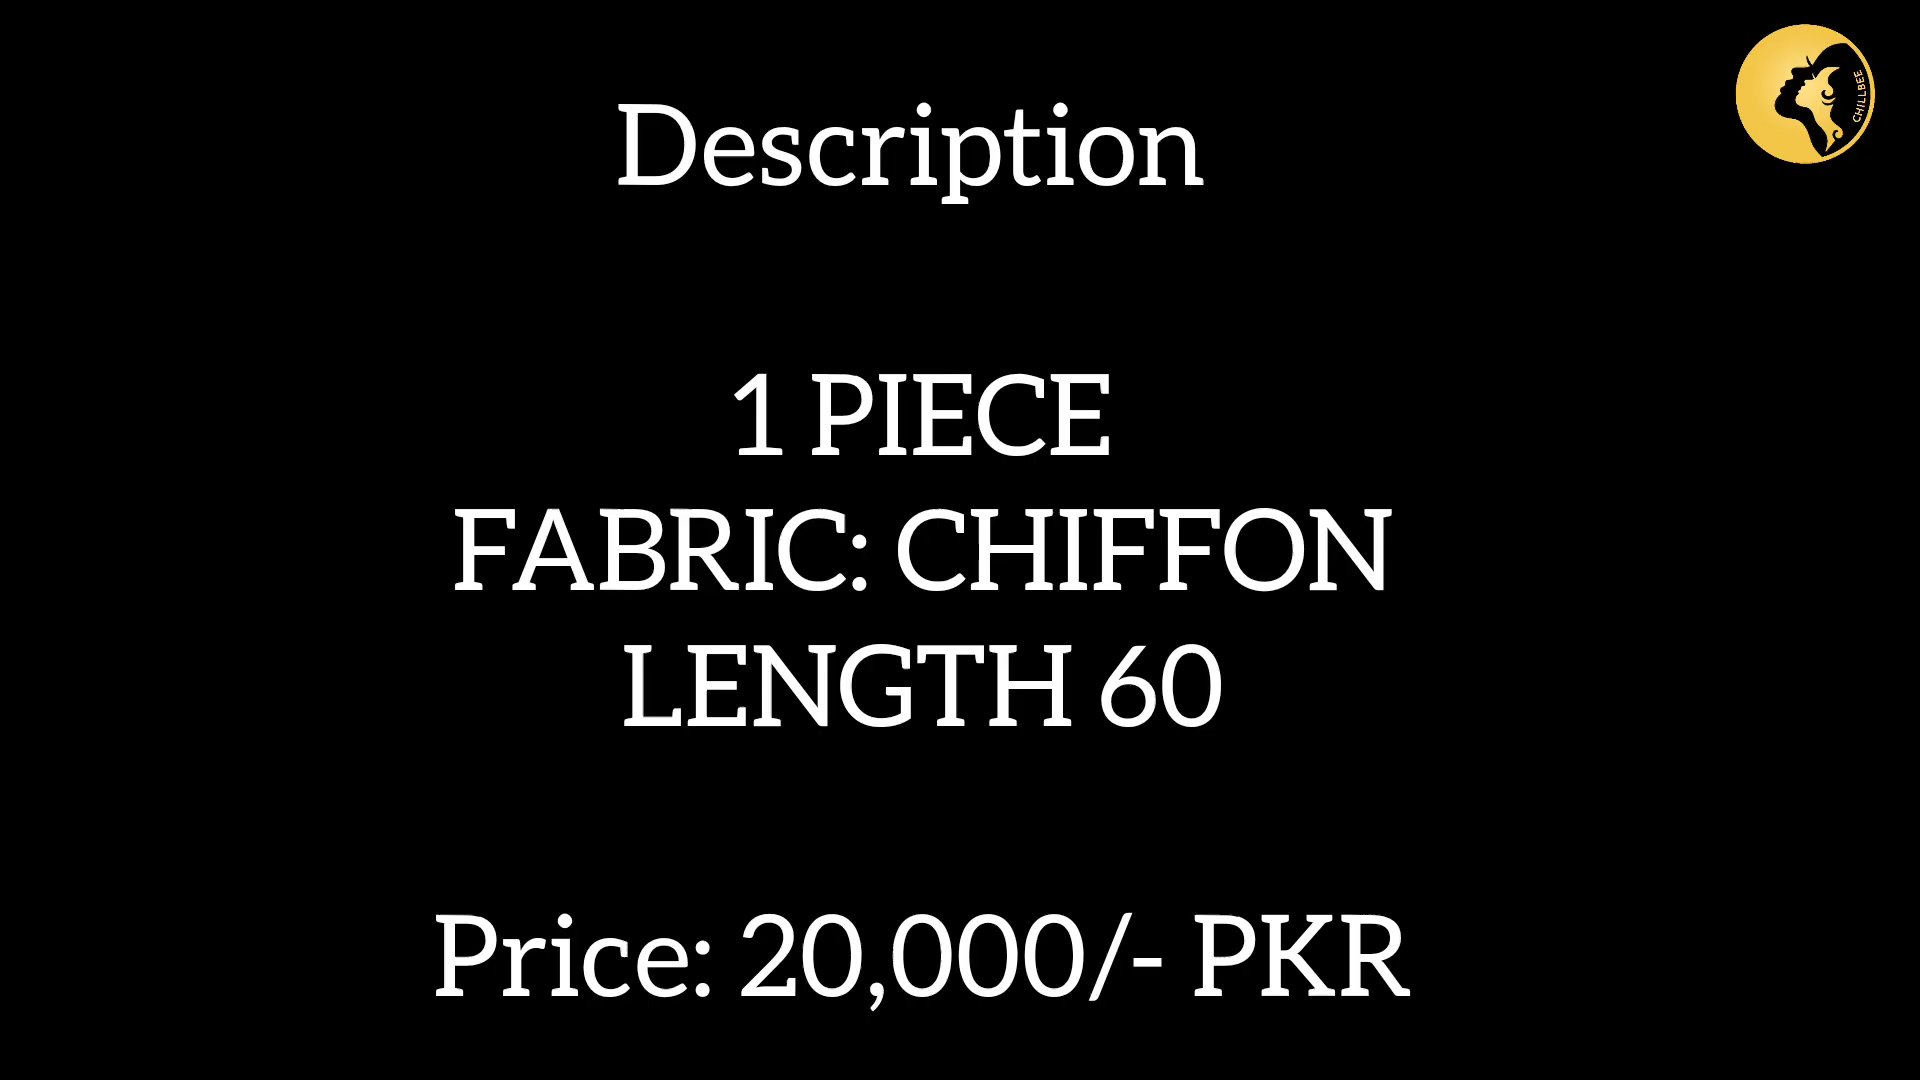 CHILLBEE
Description
1 PIECE
FABRIC: CHIFFON
LENGTH 60
Price: 20,000/- PKR